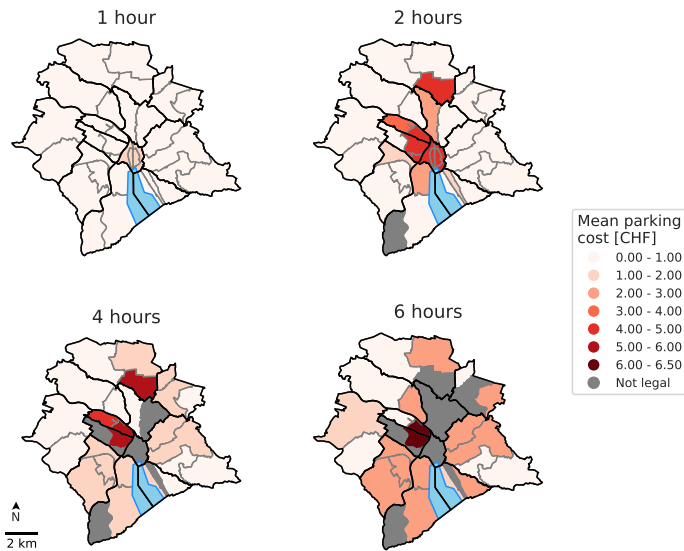 1 hour
2 hours
Mean parking
cost [CHF]
0.00 - 1.00
1.00 - 2.00
2.00 - 3.00
3.00 - 4.00
4.00 - 5.00
5.00 - 6.00
6.00 - 6.50
Not legal
4 hours
6 hours
N
2 km